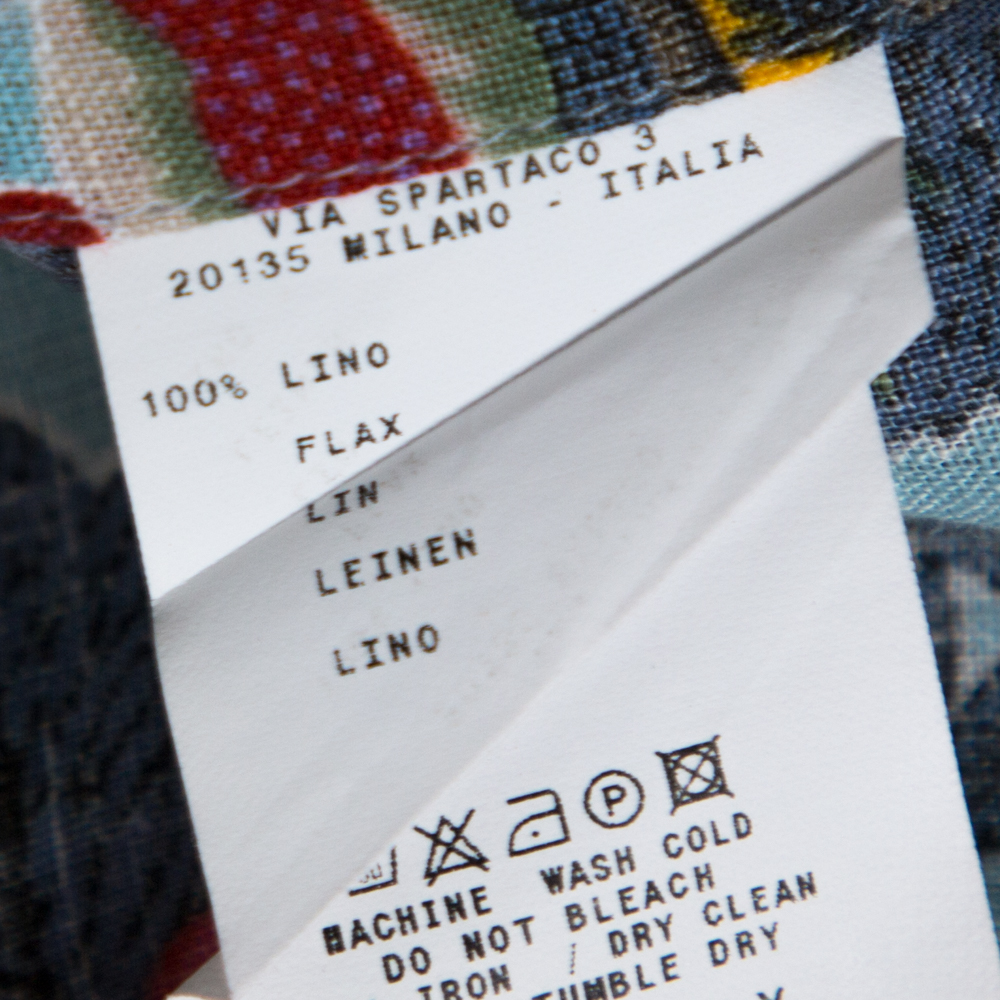 VIA SPARTACO 3
20135 MILANO - ITALIA
100% LINO
FLAX
LIN
LEINEN
LINO
P
MACHINE WASH COLD
DO NOT BLEACH
IRON / DRY CLEAN
TUMBLE DRY